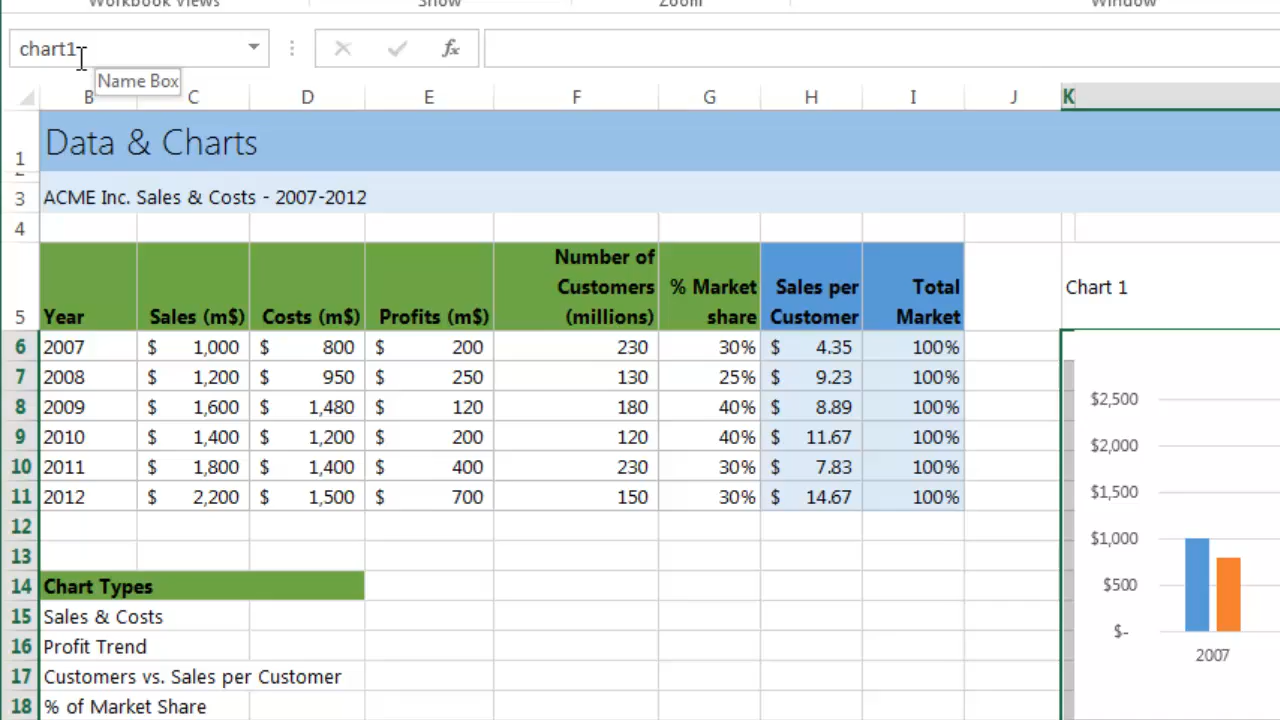 Workbook Views Show Zoom Window
chart1 fx
Name Box
B C D E F G H I J K
1 Data & Charts
2
3 ACME Inc. Sales & Costs - 2007-2012
4
Number of
Customers % Market Sales per Total Chart 1
5 Year Sales (m$) Costs (m$) Profits (m$) (millions) share Customer Market
6 2007 $ 1,000 $ 800 $ 200 230 30% $ 4.35 100%
7 2008 $ 1,200 $ 950 $ 250 130 25% $ 9.23 100%
$2,500
8 2009 $ 1,600 $ 1,480 $ 120 180 40% $ 8.89 100%
9 2010 $ 1,400 $ 1,200 $ 200 120 40% $ 11.67 100%
$2,000
10 2011 $ 1,800 $ 1,400 $ 400 230 30% $ 7.83 100%
11 2012 $ 2,200 $ 1,500 $ 700 150 30% $ 14.67 100%
$1,500
12
$1,000
13
14 Chart Types
$500
15 Sales & Costs
$-
16 Profit Trend
2007
17 Customers vs. Sales per Customer
18 % of Market Share